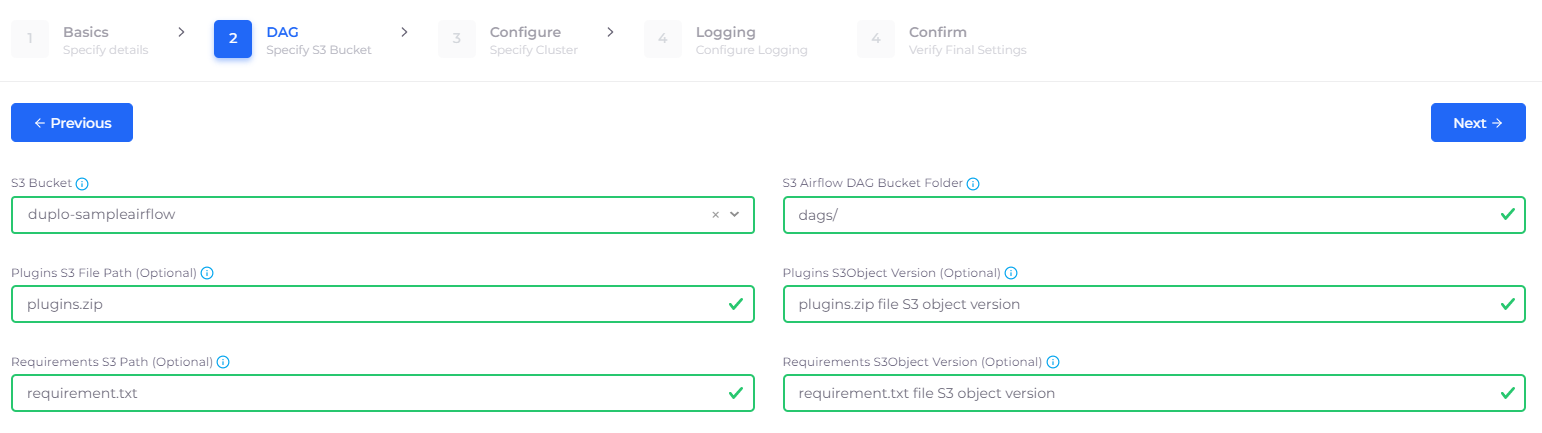 1 Basics > 2 DAG > 3 Configure > 4 Logging 4 Confirm
Specify details Specify S3 Bucket Specify Cluster Configure Logging Verify Final Settings
← Previous Next →
S3 Bucket S3 Airflow DAG Bucket Folder
duplo-sampleairflow × dags/
Plugins S3 File Path (Optional) Plugins S3Object Version (Optional)
plugins.zip plugins.zip file S3 object version
Requirements S3 Path (Optional) Requirements S3Object Version (Optional)
requirement.txt requirement.txt file S3 object version